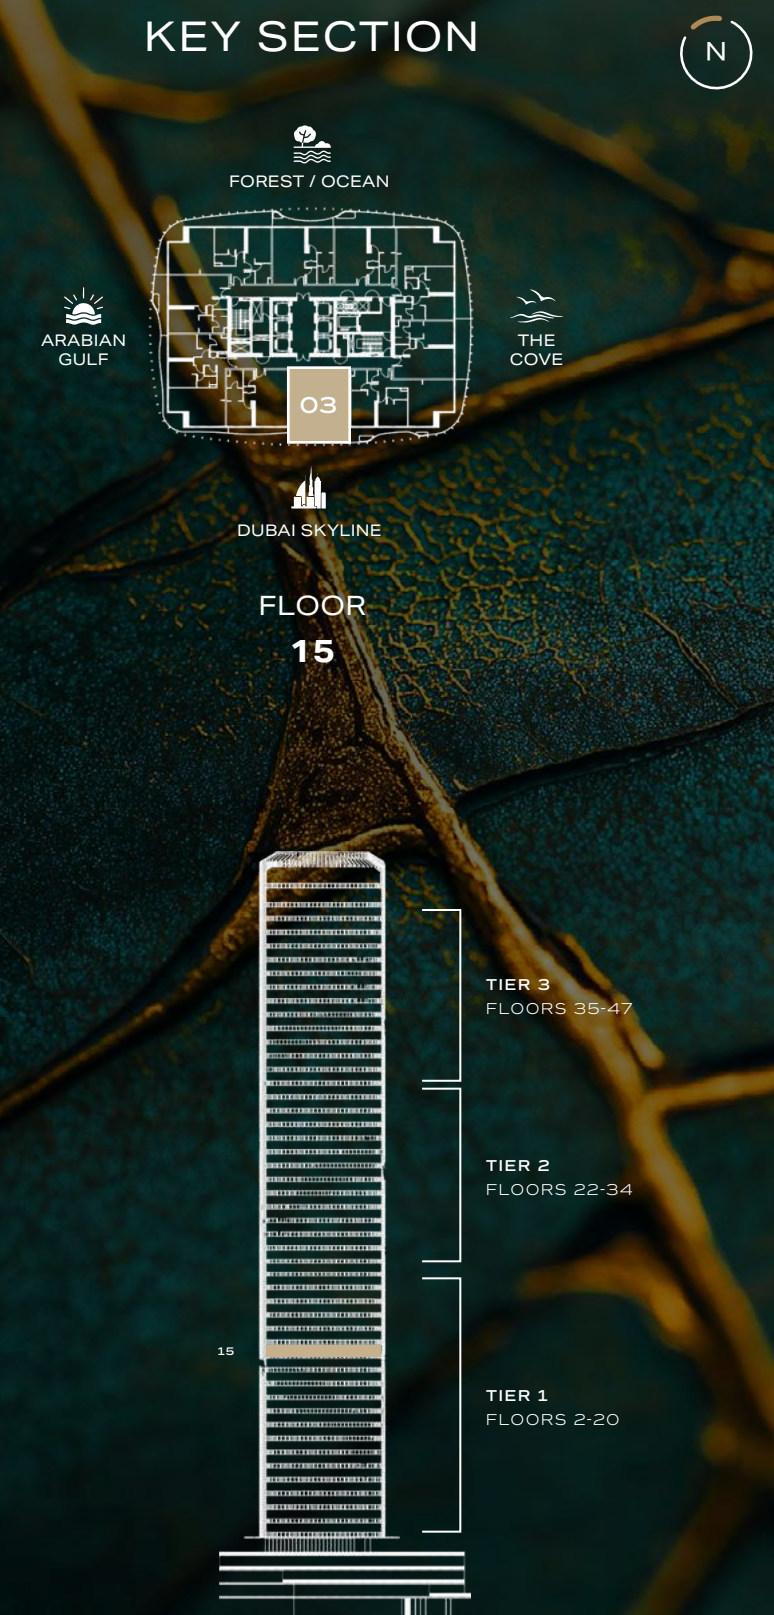 KEY SECTION
N
FOREST / OCEAN
ARABIAN
GULF
THE
COVE
03
DUBAI SKYLINE
FLOOR
15
TIER 3
FLOORS 35-47
TIER 2
FLOORS 22-34
15
TIER 1
FLOORS 2-20